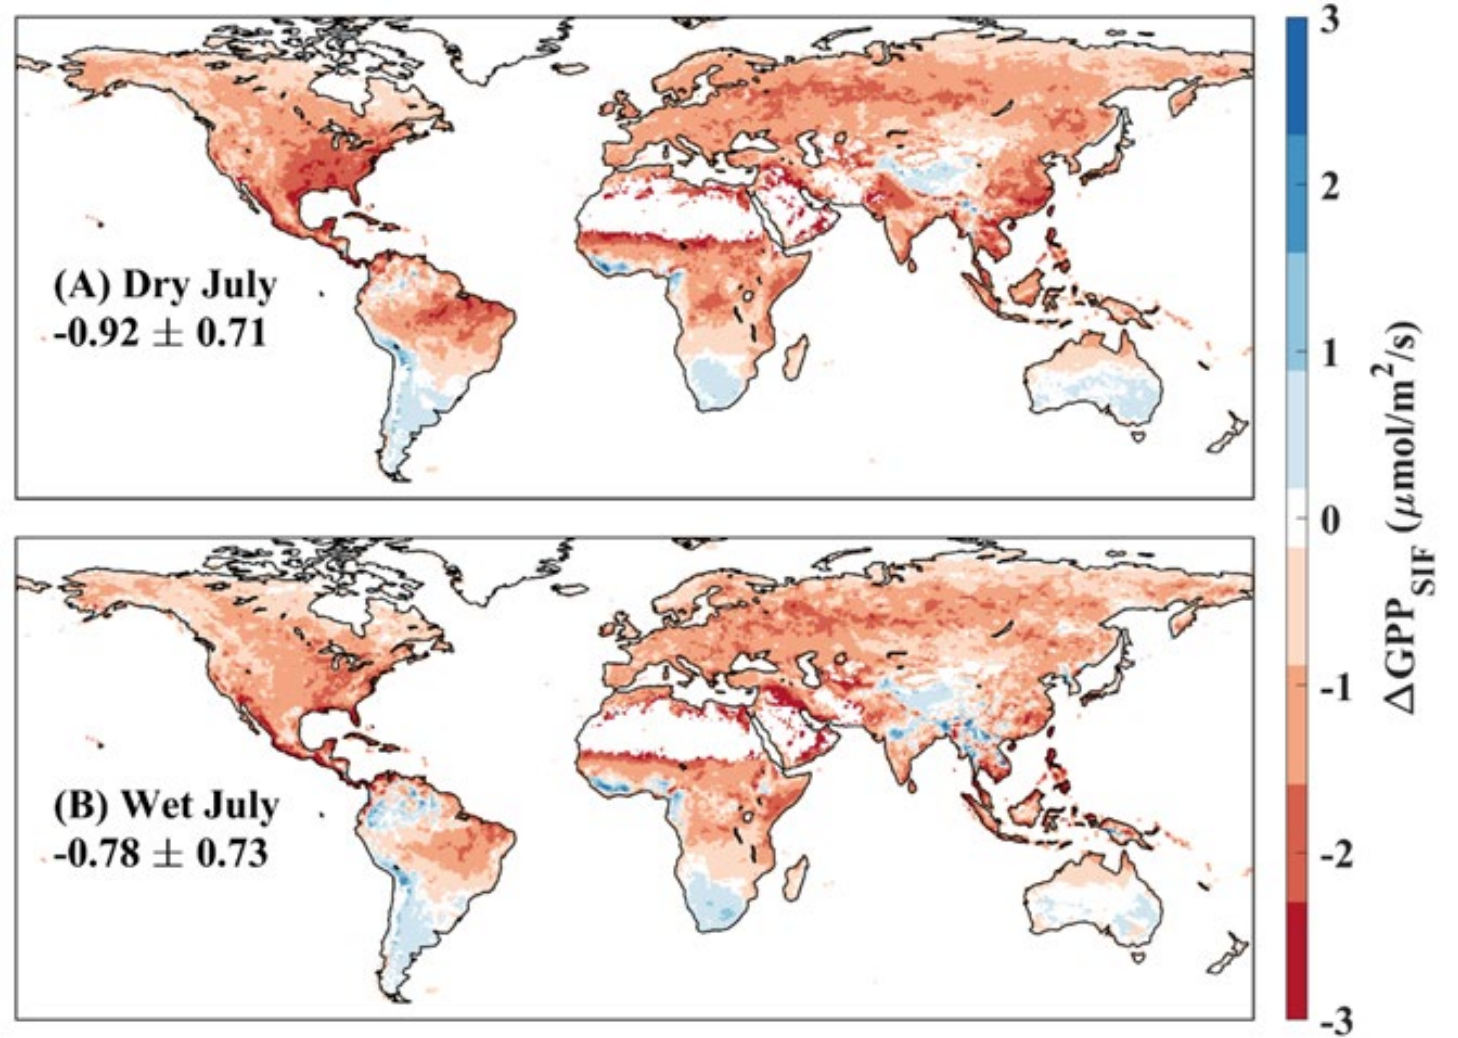 (A) Dry July
-0.92 ± 0.71
(B) Wet July
-0.78 ± 0.73
3
2
1
0
-1
-2
-3
ΔGPP_SIF (μmol/m²/s)